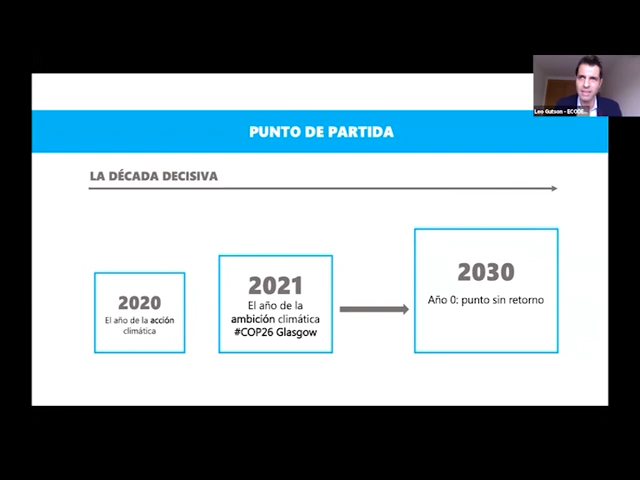 Leo Gutson - ECODE...
PUNTO DE PARTIDA
LA DÉCADA DECISIVA
2020
El año de la acción
climática
2021
El año de la
ambición climática
#COP26 Glasgow
2030
Año 0: punto sin retorno